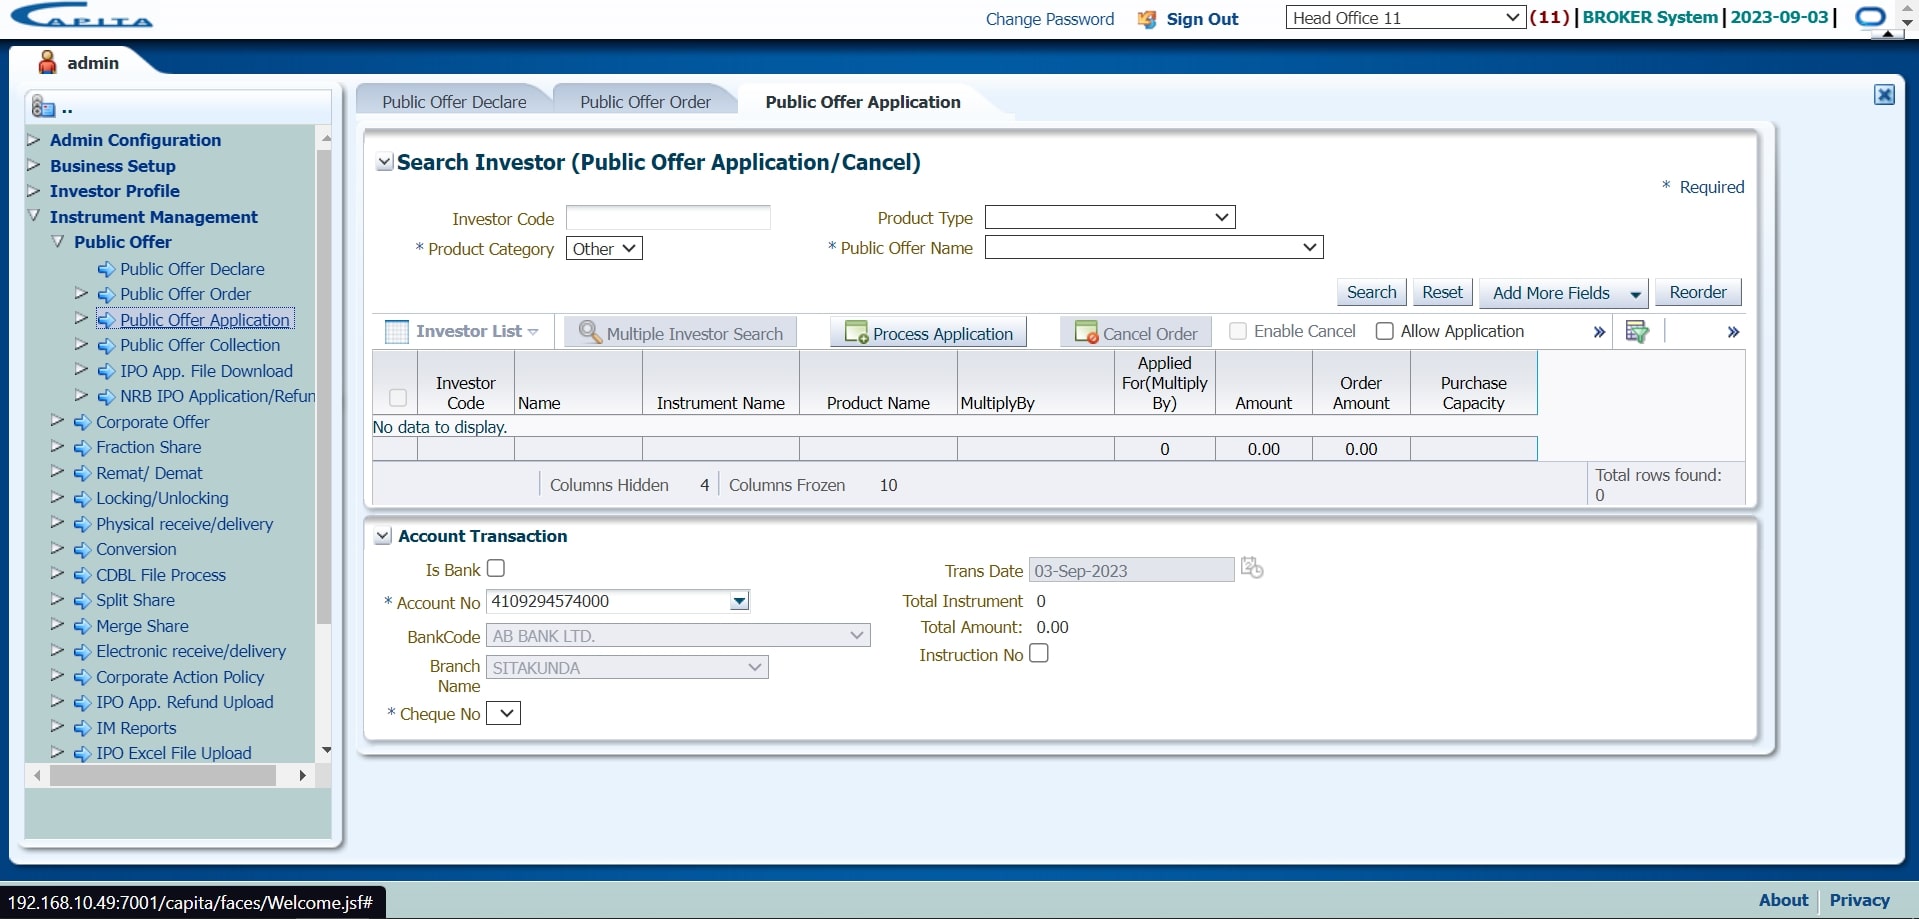 CAPITA
Change Password
Sign Out
Head Office 11
(11) | BROKER System | 2023-09-03 |
admin
..
Admin Configuration
Business Setup
Investor Profile
Instrument Management
Public Offer
Public Offer Declare
Public Offer Order
Public Offer Application
Public Offer Collection
IPO App. File Download
NRB IPO Application/Refun
Corporate Offer
Fraction Share
Remat/ Demat
Locking/Unlocking
Physical receive/delivery
Conversion
CDBL File Process
Split Share
Merge Share
Electronic receive/delivery
Corporate Action Policy
IPO App. Refund Upload
IM Reports
IPO Excel File Upload
Public Offer Declare
Public Offer Order
Public Offer Application
Search Investor (Public Offer Application/Cancel)
* Required
Investor Code
Product Type
* Product Category Other
* Public Offer Name
Search Reset Add More Fields Reorder
Investor List Multiple Investor Search Process Application Cancel Order Enable Cancel Allow Application » »
Investor Code
Name
Instrument Name
Product Name
MultiplyBy
Applied For(Multiply By)
Amount
Order Amount
Purchase Capacity
No data to display.
0 0.00 0.00
Columns Hidden 4 Columns Frozen 10
Total rows found: 0
Account Transaction
Is Bank
Trans Date 03-Sep-2023
* Account No 4109294574000
Total Instrument 0
BankCode AB BANK LTD.
Total Amount: 0.00
Branch Name SITAKUNDA
Instruction No
* Cheque No
192.168.10.49:7001/capita/faces/Welcome.jsf#
About Privacy